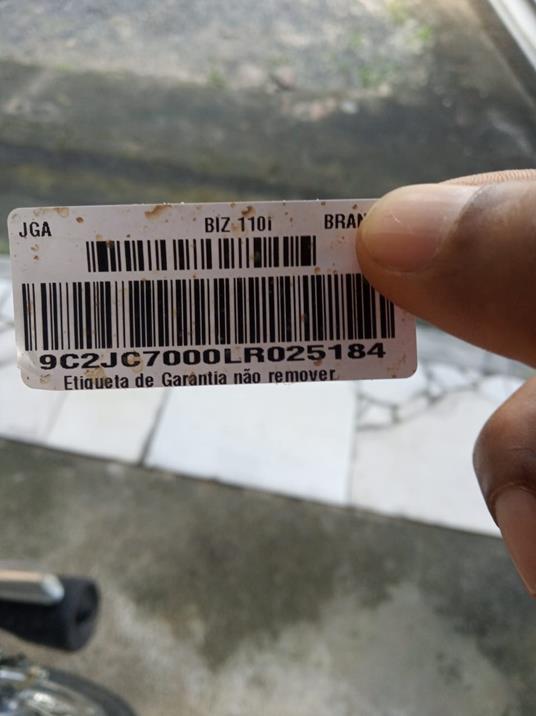 JGA BIZ 110i
9C2JC7000LR025184
Etiqueta de Garantia não remover